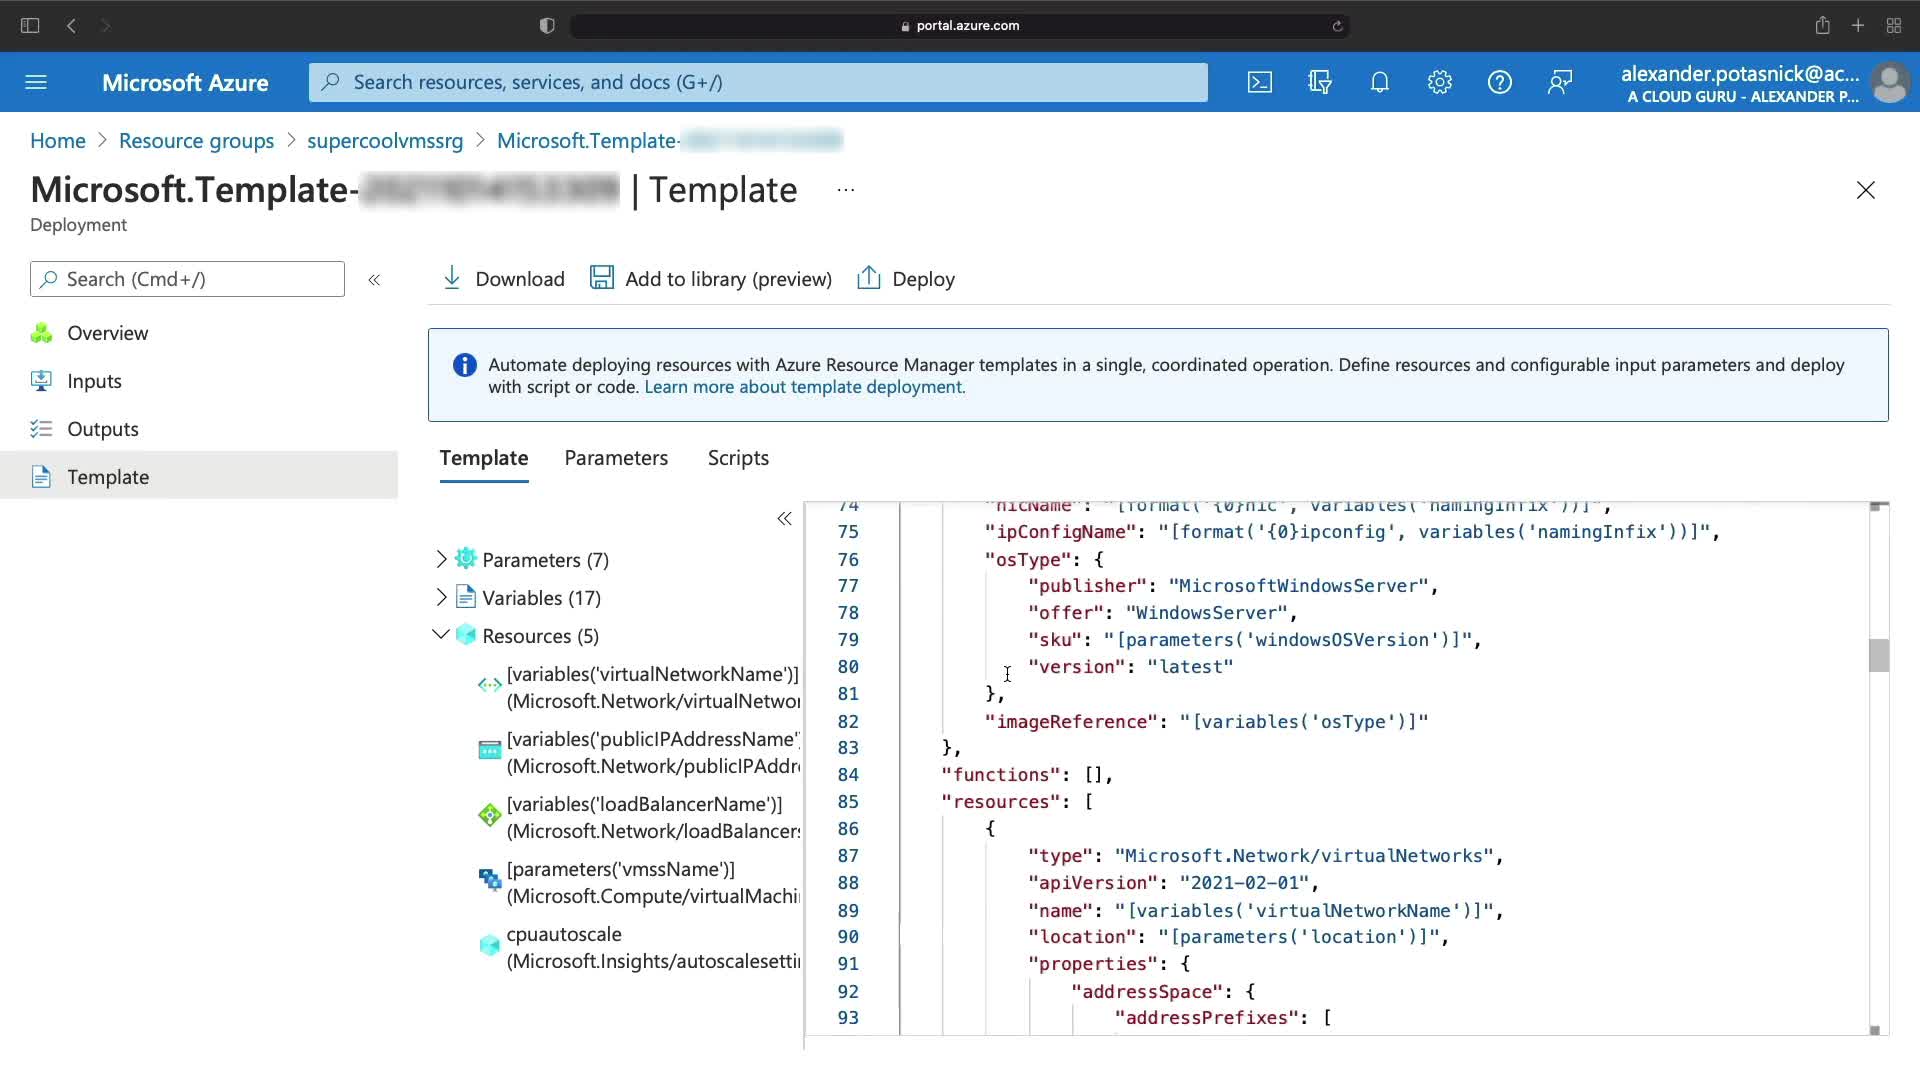 portal.azure.com
Microsoft Azure
Search resources, services, and docs (G+/)
alexander.potasnick@ac...
A CLOUD GURU - ALEXANDER P...
Home > Resource groups > supercoolvmssrg > Microsoft.Template-
Microsoft.Template- | Template ...
Deployment
Search (Cmd+/)
«
Download
Add to library (preview)
Deploy
Overview
Inputs
Outputs
Template
Automate deploying resources with Azure Resource Manager templates in a single, coordinated operation. Define resources and configurable input parameters and deploy
with script or code. Learn more about template deployment.
Template Parameters Scripts
«
Parameters (7)
Variables (17)
Resources (5)
[variables('virtualNetworkName')]
(Microsoft.Network/virtualNetwor
[variables('publicIPAddressName')
(Microsoft.Network/publicIPAddre
[variables('loadBalancerName')]
(Microsoft.Network/loadBalancers
[parameters('vmssName')]
(Microsoft.Compute/virtualMachi
cpuautoscale
(Microsoft.Insights/autoscalesettin
74 "nicName": "[format('{0}nic', variables('namingInfix'))]",
75 "ipConfigName": "[format('{0}ipconfig', variables('namingInfix'))]",
76 "osType": {
77 "publisher": "MicrosoftWindowsServer",
78 "offer": "WindowsServer",
79 "sku": "[parameters('windowsOSVersion')]",
80 "version": "latest"
81 },
82 "imageReference": "[variables('osType')]"
83 },
84 "functions": [],
85 "resources": [
86 {
87 "type": "Microsoft.Network/virtualNetworks",
88 "apiVersion": "2021-02-01",
89 "name": "[variables('virtualNetworkName')]",
90 "location": "[parameters('location')]",
91 "properties": {
92 "addressSpace": {
93 "addressPrefixes": [